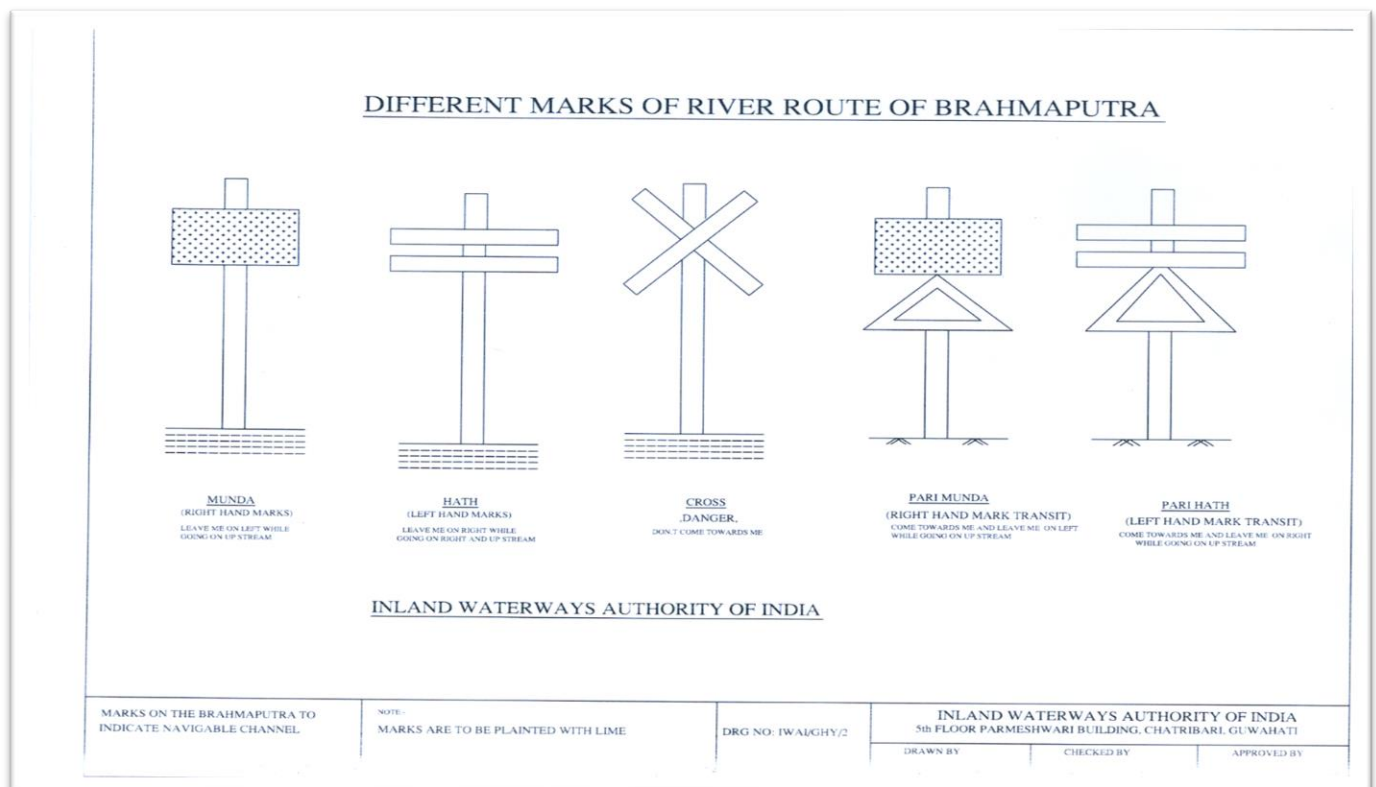 DIFFERENT MARKS OF RIVER ROUTE OF BRAHMAPUTRA
MUNDA
(RIGHT HAND MARKS)
LEAVE ME ON LEFT WHILE
GOING ON UP STREAM
HATH
(LEFT HAND MARKS)
LEAVE ME ON RIGHT WHILE
GOING ON RIGHT AND UP STREAM
CROSS
,DANGER,
DON,T COME TOWARDS ME
PARI MUNDA
(RIGHT HAND MARK TRANSIT)
COME TOWARDS ME AND LEAVE ME ON LEFT
WHILE GOING ON UP STREAM
PARI HATH
(LEFT HAND MARK TRANSIT)
COME TOWARDS ME AND LEAVE ME ON RIGHT
WHILE GOING ON UP STREAM
INLAND WATERWAYS AUTHORITY OF INDIA
MARKS ON THE BRAHMAPUTRA TO
INDICATE NAVIGABLE CHANNEL
NOTE:-
MARKS ARE TO BE PLAINTED WITH LIME
DRG NO: IWAI/GHY/2
INLAND WATERWAYS AUTHORITY OF INDIA
5th FLOOR PARMESHWARI BUILDING, CHATRIBARI, GUWAHATI
DRAWN BY
CHECKED BY
APPROVED BY